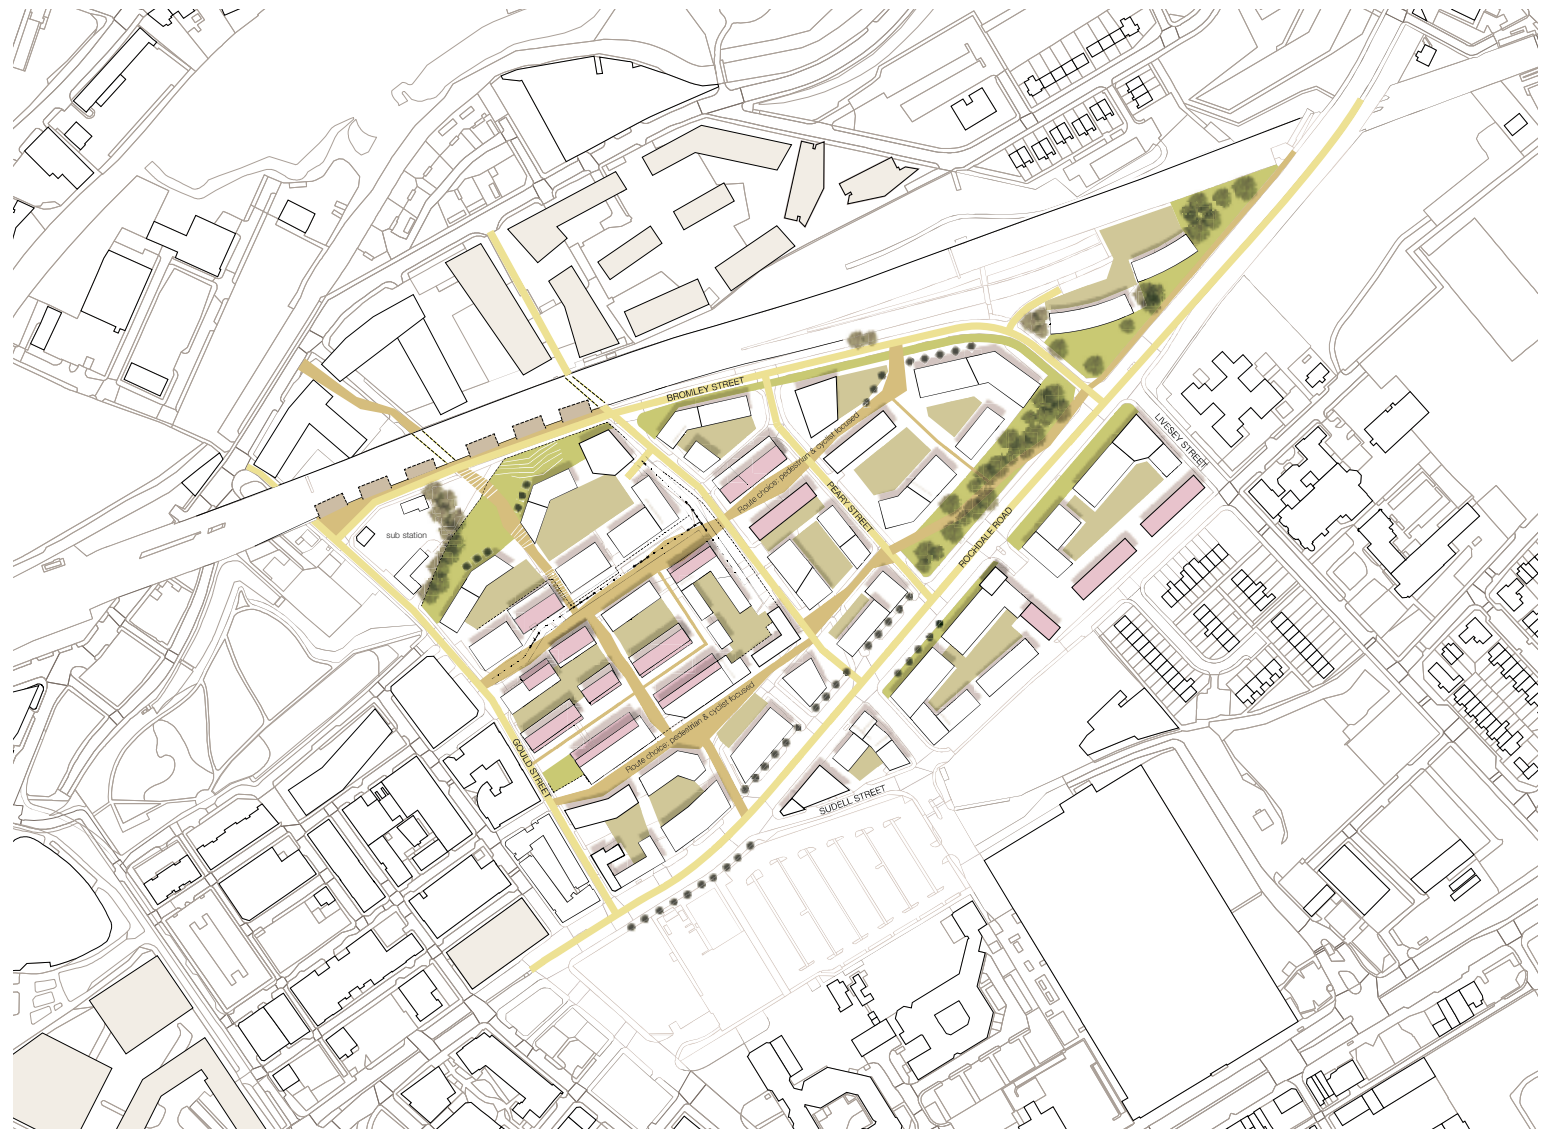 BROMLEY STREET
LIVESEY STREET
Route choice, pedestrian & cyclist focused
PEARY STREET
sub station
ROCHDALE ROAD
Route choice, pedestrian & cyclist focused
GOULD STREET
SUDELL STREET